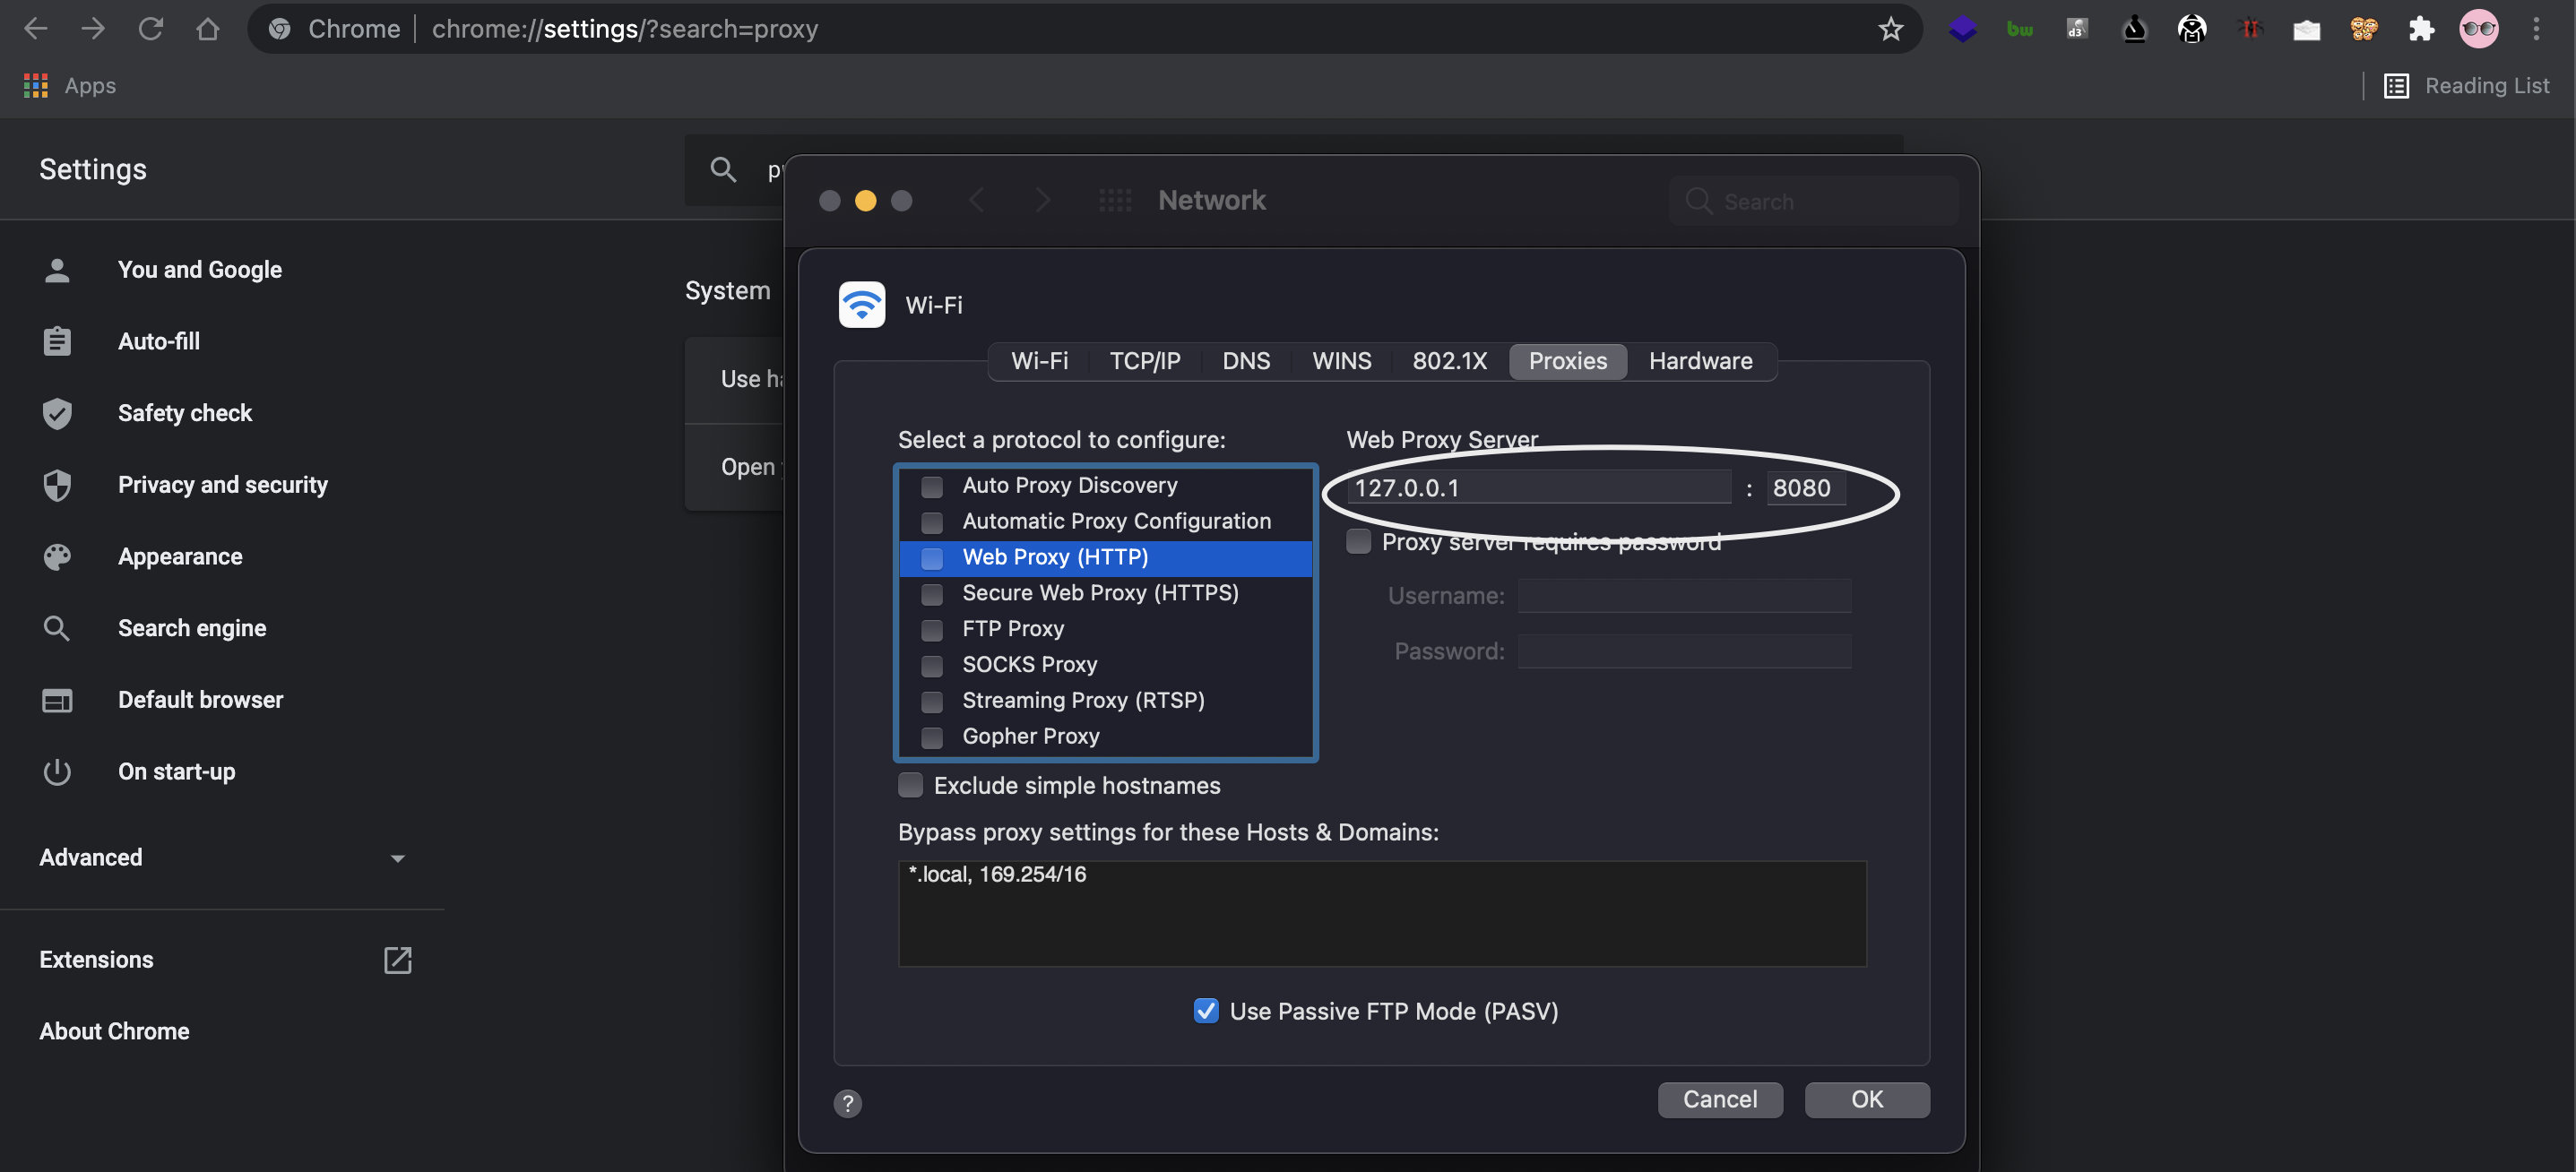 Chrome
chrome://settings/?search=proxy
bw
d3
Apps
Reading List
Settings
Network
Search
You and Google
System
Wi-Fi
Auto-fill
Wi-Fi TCP/IP DNS WINS 802.1X Proxies Hardware
Use
Safety check
Select a protocol to configure:
Web Proxy Server
Open
Privacy and security
Auto Proxy Discovery
127.0.0.1 : 8080
Automatic Proxy Configuration
Proxy server requires password
Appearance
Web Proxy (HTTP)
Secure Web Proxy (HTTPS)
Username:
Search engine
FTP Proxy
SOCKS Proxy
Password:
Default browser
Streaming Proxy (RTSP)
Gopher Proxy
On start-up
Exclude simple hostnames
Bypass proxy settings for these Hosts & Domains:
Advanced
*.local, 169.254/16
Extensions
Use Passive FTP Mode (PASV)
About Chrome
?
Cancel
OK